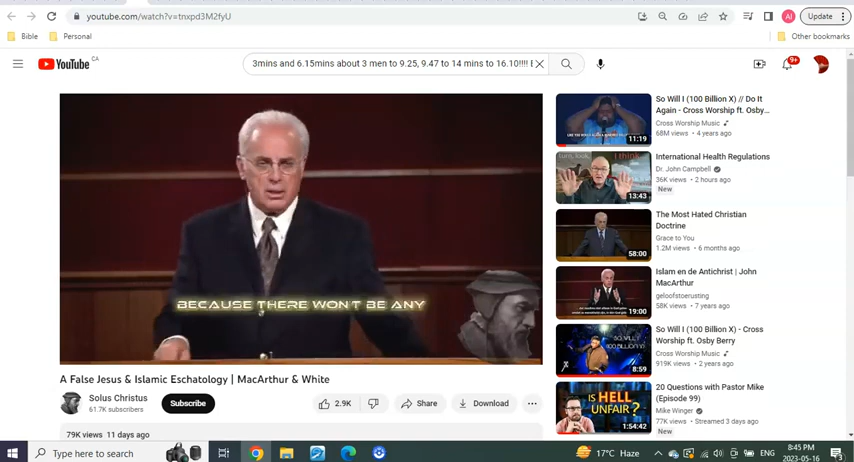 youtube.com/watch?v=tnxpd3M2fyU
Update
Bible
Personal
Other bookmarks
YouTube CA
3mins and 6.15mins about 3 men to 9.25, 9.47 to 14 mins to 16.10!!!! E
9+
BECAUSE THERE WON'T BE ANY
A False Jesus & Islamic Eschatology | MacArthur & White
Solus Christus
61.7K subscribers
Subscribe
2.9K
Share
Download
79K views 11 days ago
11:19
So Will I (100 Billion X) // Do It
Again - Cross Worship ft. Osby...
Cross Worship Music
68M views • 4 years ago
turn, look,
I think
13:43
International Health Regulations
Dr. John Campbell
36K views • 2 hours ago
New
58:00
The Most Hated Christian
Doctrine
Grace to You
1.2M views • 6 months ago
19:00
Islam en de Antichrist | John
MacArthur
geloofstoerusting
58K views • 7 years ago
8:59
So Will I (100 Billion X) - Cross
Worship ft. Osby Berry
Cross Worship Music
919K views • 2 years ago
IS HELL
UNFAIR?
1:54:42
20 Questions with Pastor Mike
(Episode 99)
Mike Winger
77K views • Streamed 3 days ago
New
Type here to search
17°C Haze
ENG
8:45 PM
2023-05-16
3